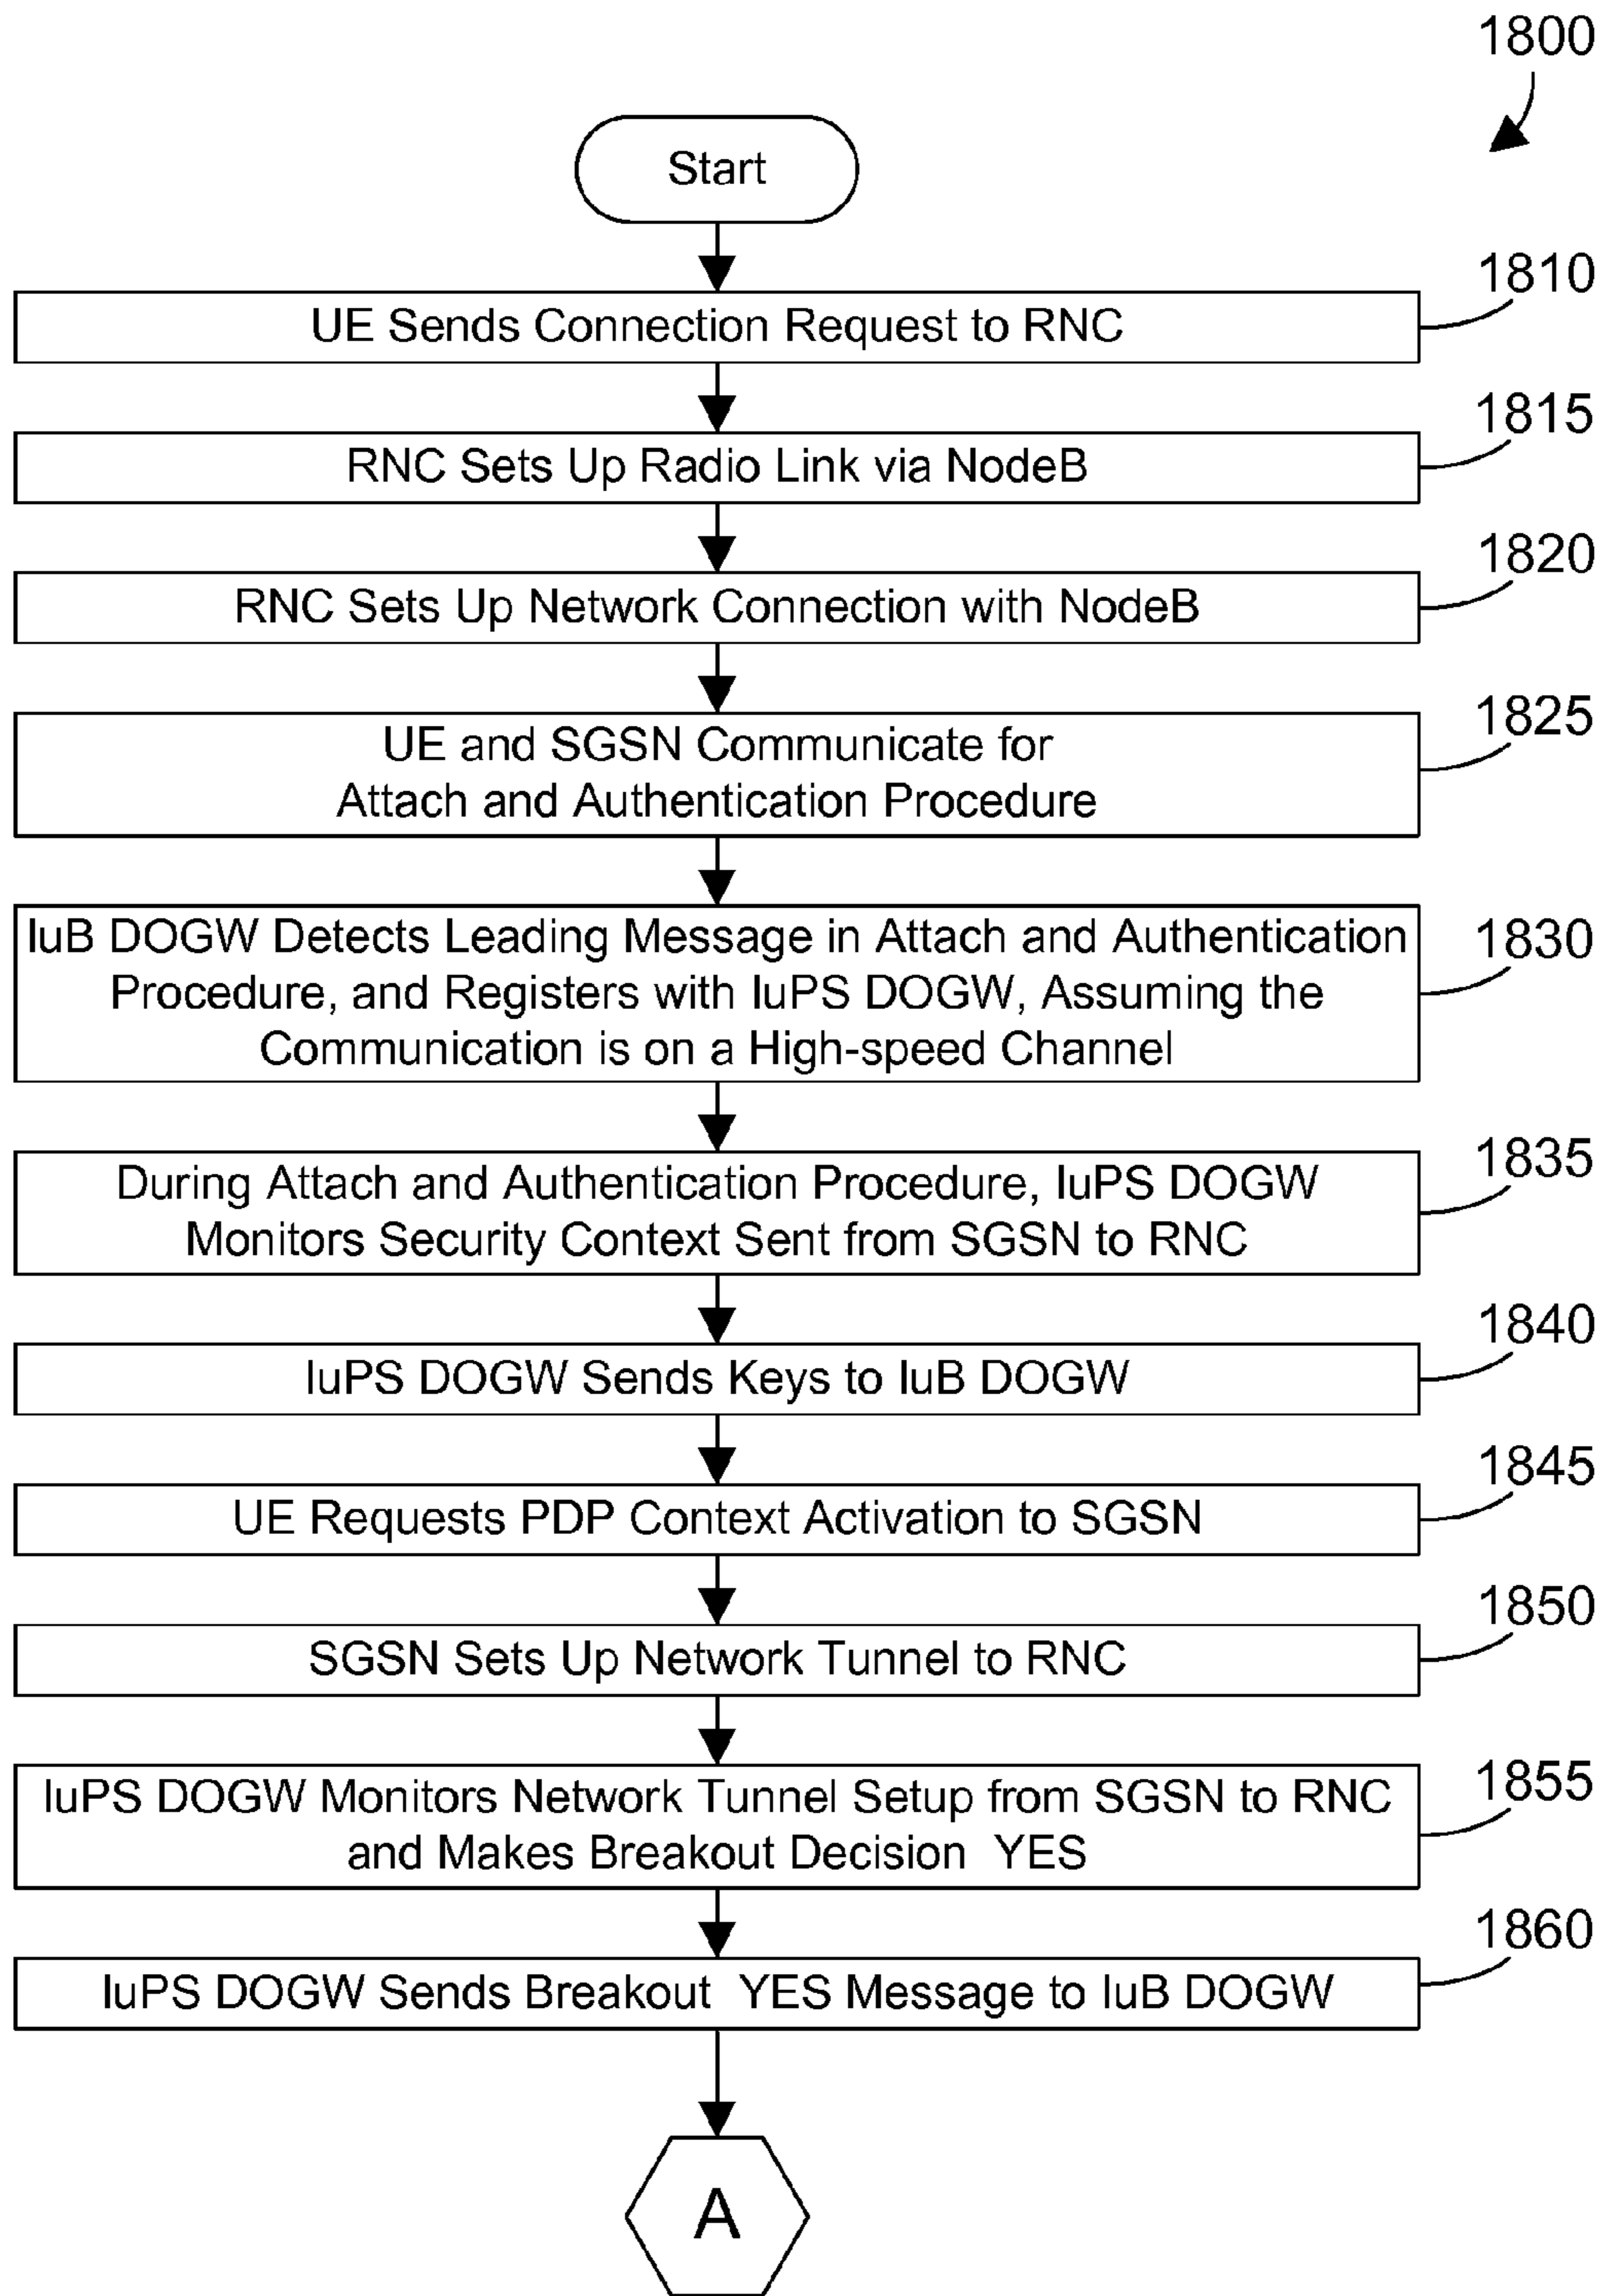 1800
Start
1810
UE Sends Connection Request to RNC
1815
RNC Sets Up Radio Link via NodeB
1820
RNC Sets Up Network Connection with NodeB
1825
UE and SGSN Communicate for
Attach and Authentication Procedure
1830
IuB DOGW Detects Leading Message in Attach and Authentication
Procedure, and Registers with IuPS DOGW, Assuming the
Communication is on a High-speed Channel
1835
During Attach and Authentication Procedure, IuPS DOGW
Monitors Security Context Sent from SGSN to RNC
1840
IuPS DOGW Sends Keys to IuB DOGW
1845
UE Requests PDP Context Activation to SGSN
1850
SGSN Sets Up Network Tunnel to RNC
1855
IuPS DOGW Monitors Network Tunnel Setup from SGSN to RNC
and Makes Breakout Decision YES
1860
IuPS DOGW Sends Breakout YES Message to IuB DOGW
A